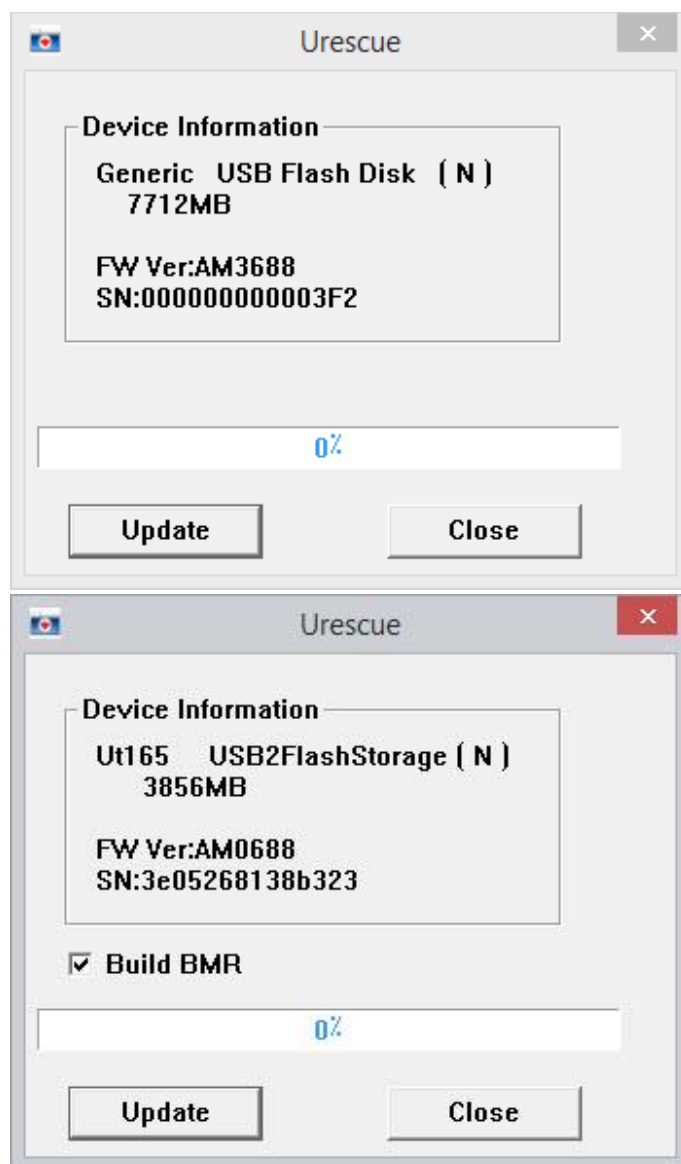 Urescue
Device Information
Generic   USB Flash Disk   ( N )
7712MB
FW Ver:AM3688
SN:000000000003F2
0%
Update
Close
Urescue
Device Information
Ut165     USB2FlashStorage ( N )
3856MB
FW Ver:AM0688
SN:3e05268138b323
Build BMR
0%
Update
Close